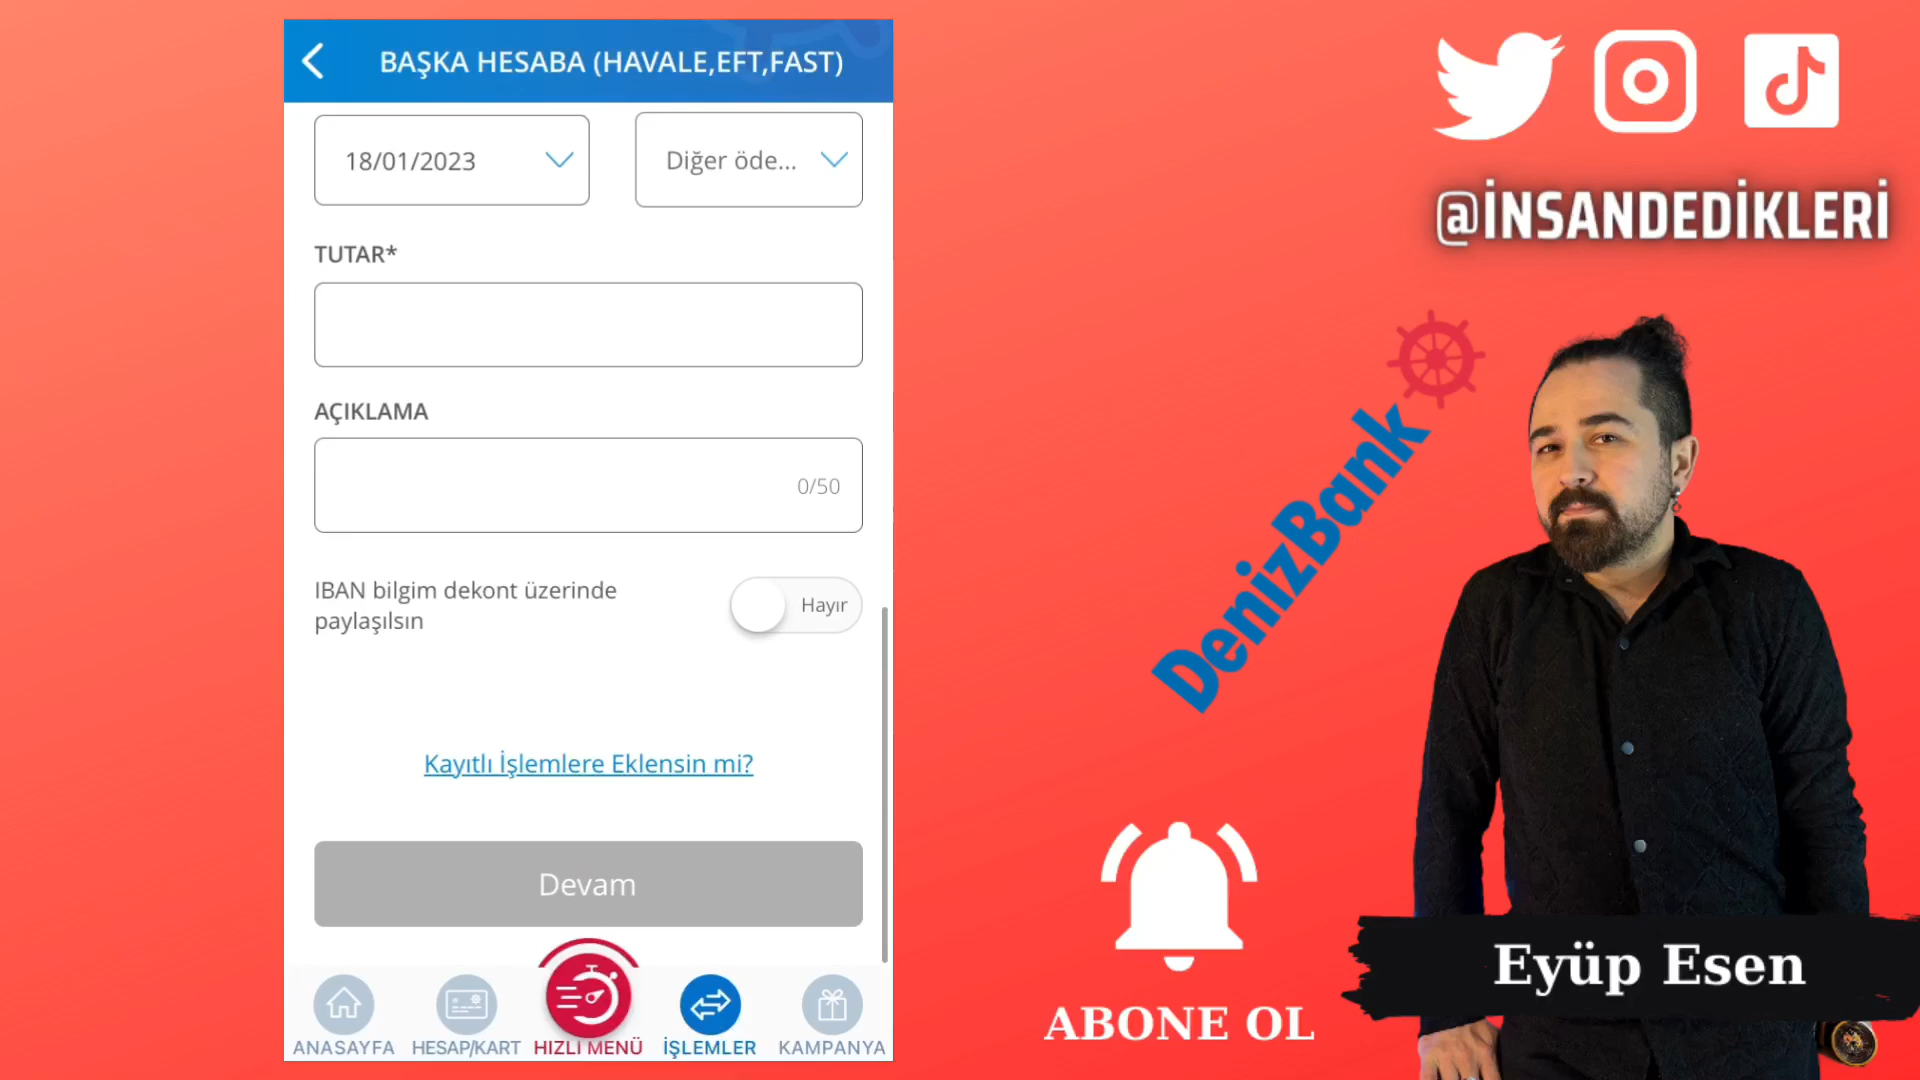 BAŞKA HESABA (HAVALE,EFT,FAST)
18/01/2023
Diğer öde...
TUTAR*
AÇIKLAMA
0/50
IBAN bilgim dekont üzerinde
paylaşılsın
Hayır
Kayıtlı İşlemlere Eklensin mi?
Devam
ANASAYFA
HESAP/KART
HIZLI MENÜ
İŞLEMLER
KAMPANYA
@İNSANDEDİKLERİ
DenizBank
ABONE OL
Eyüp Esen